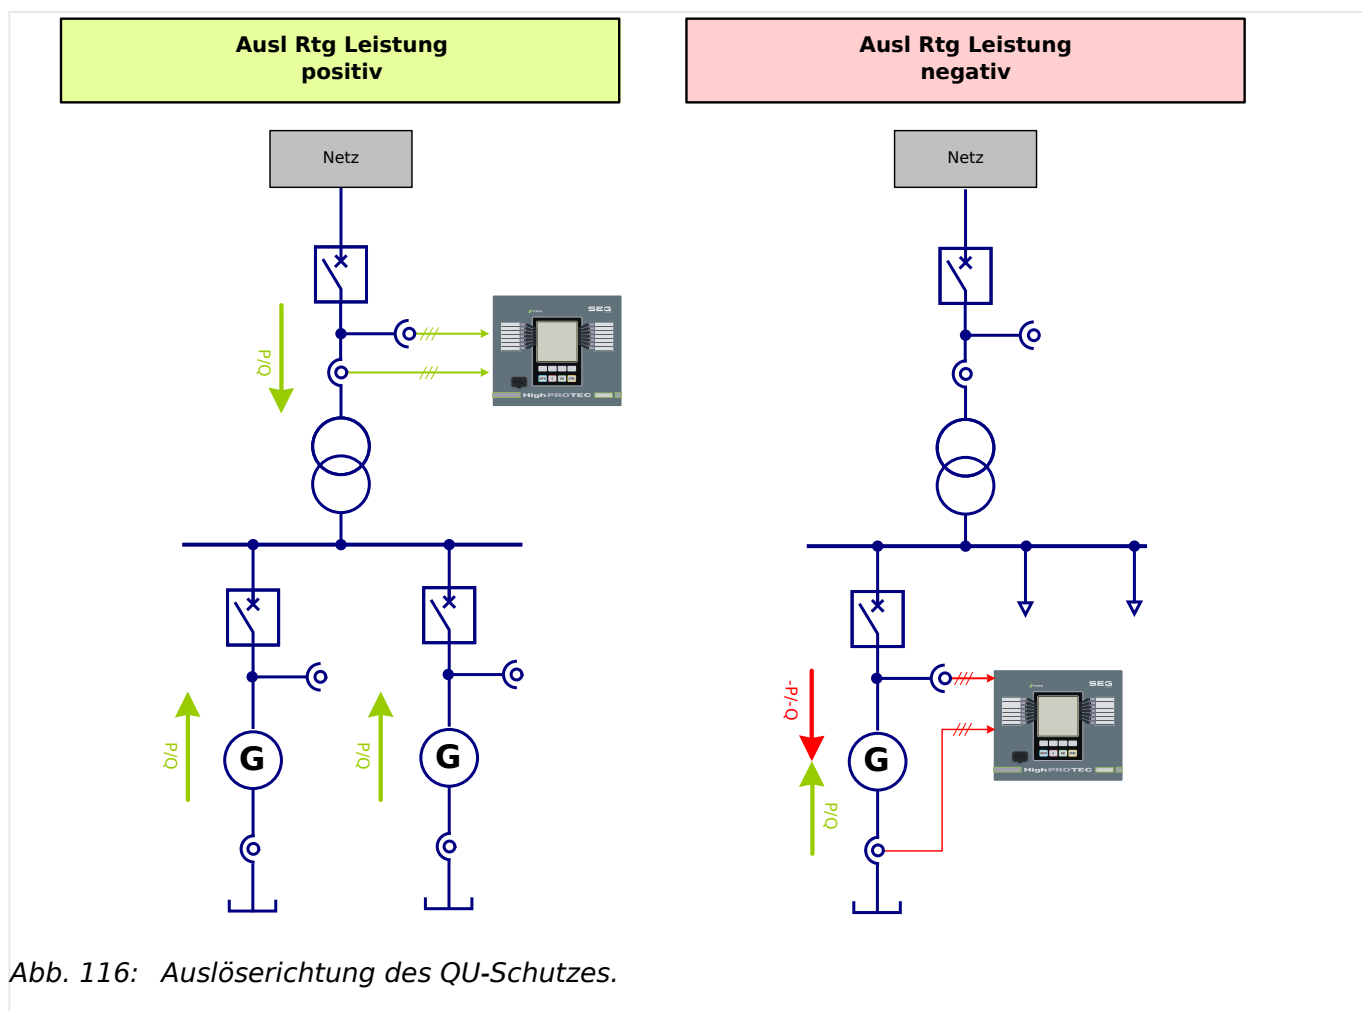 Ausl Rtg Leistung
positiv
Ausl Rtg Leistung
negativ
Netz
Netz
P/Q
SEG
HighPROTEC
P/Q
P/Q
G
G
-P/-Q
P/Q
G
SEG
HighPROTEC
Abb. 116: Auslöserichtung des QU-Schutzes.